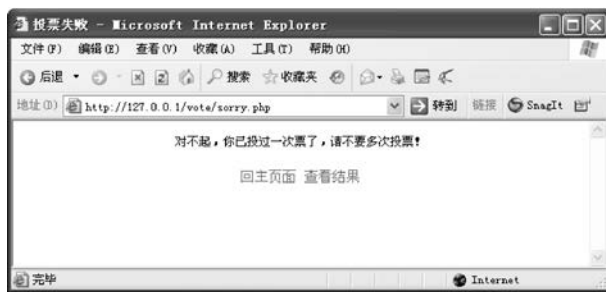 投票失败 - Microsoft Internet Explorer
文件(F) 编辑(E) 查看(V) 收藏(A) 工具(T) 帮助(H)
后退 搜索 收藏夹
地址(D) http://127.0.0.1/vote/sorry.php 转到 链接 SnagIt
对不起，你已投过一次票了，请不要多次投票！
回主页面 查看结果
完毕 Internet